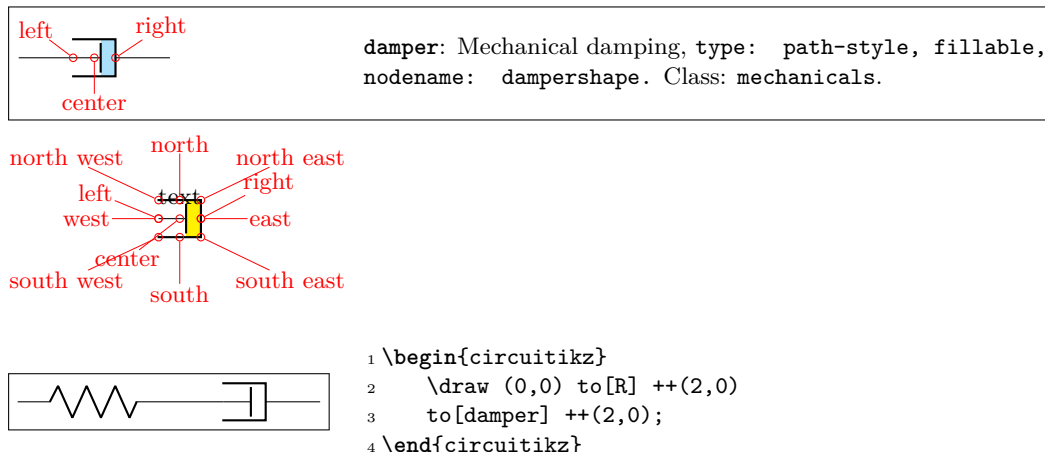 left
right
center
damper: Mechanical damping, type: path-style, fillable,
nodename: dampershape. Class: mechanicals.
north west
north
north east
text
right
left
west
east
center
south west
south
south east
1 \begin{circuitikz}
2 \draw (0,0) to[R] ++(2,0)
3 to[damper] ++(2,0);
4 \end{circuitikz}